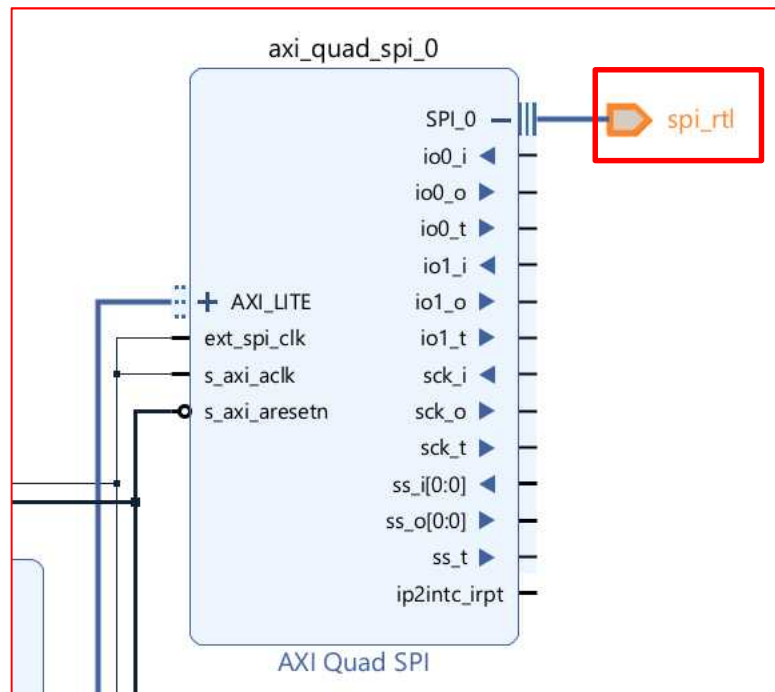 axi_quad_spi_0
SPI_0
spi_rtl
io0_i
io0_o
io0_t
io1_i
AXI_LITE
io1_o
ext_spi_clk
io1_t
s_axi_aclk
sck_i
s_axi_aresetn
sck_o
sck_t
ss_i[0:0]
ss_o[0:0]
ss_t
ip2intc_irpt
AXI Quad SPI